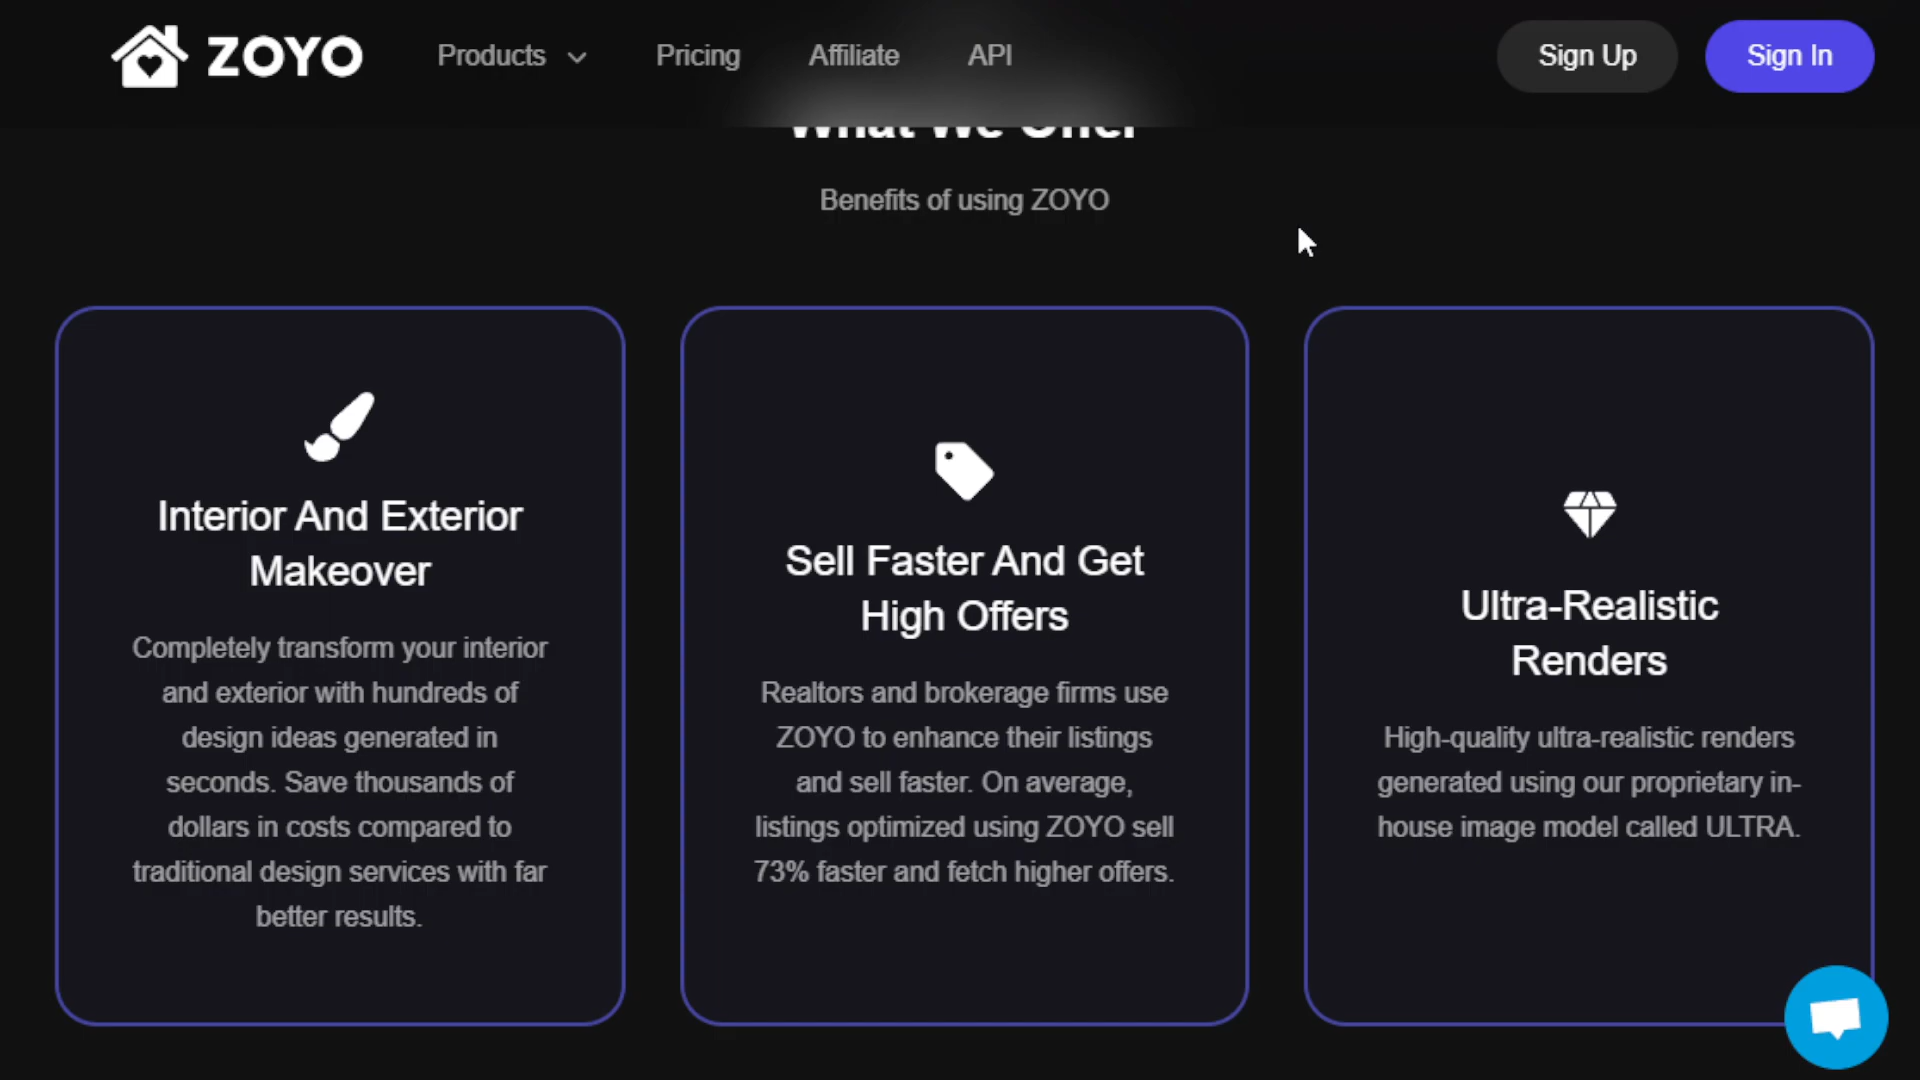 ZOYO Products Pricing Affiliate API Sign Up Sign In
What We Offer
Benefits of using ZOYO
Interior And Exterior
Makeover
Completely transform your interior
and exterior with hundreds of
design ideas generated in
seconds. Save thousands of
dollars in costs compared to
traditional design services with far
better results.
Sell Faster And Get
High Offers
Realtors and brokerage firms use
ZOYO to enhance their listings
and sell faster. On average,
listings optimized using ZOYO sell
73% faster and fetch higher offers.
Ultra-Realistic
Renders
High-quality ultra-realistic renders
generated using our proprietary in-
house image model called ULTRA.